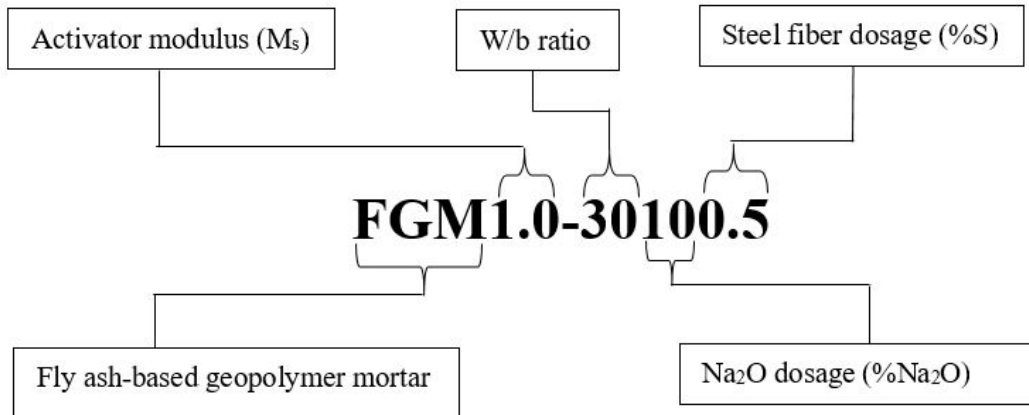 Activator modulus (Mₛ)
W/b ratio
Steel fiber dosage (%S)
FGM1.0-30100.5
Fly ash-based geopolymer mortar
Na₂O dosage (%Na₂O)